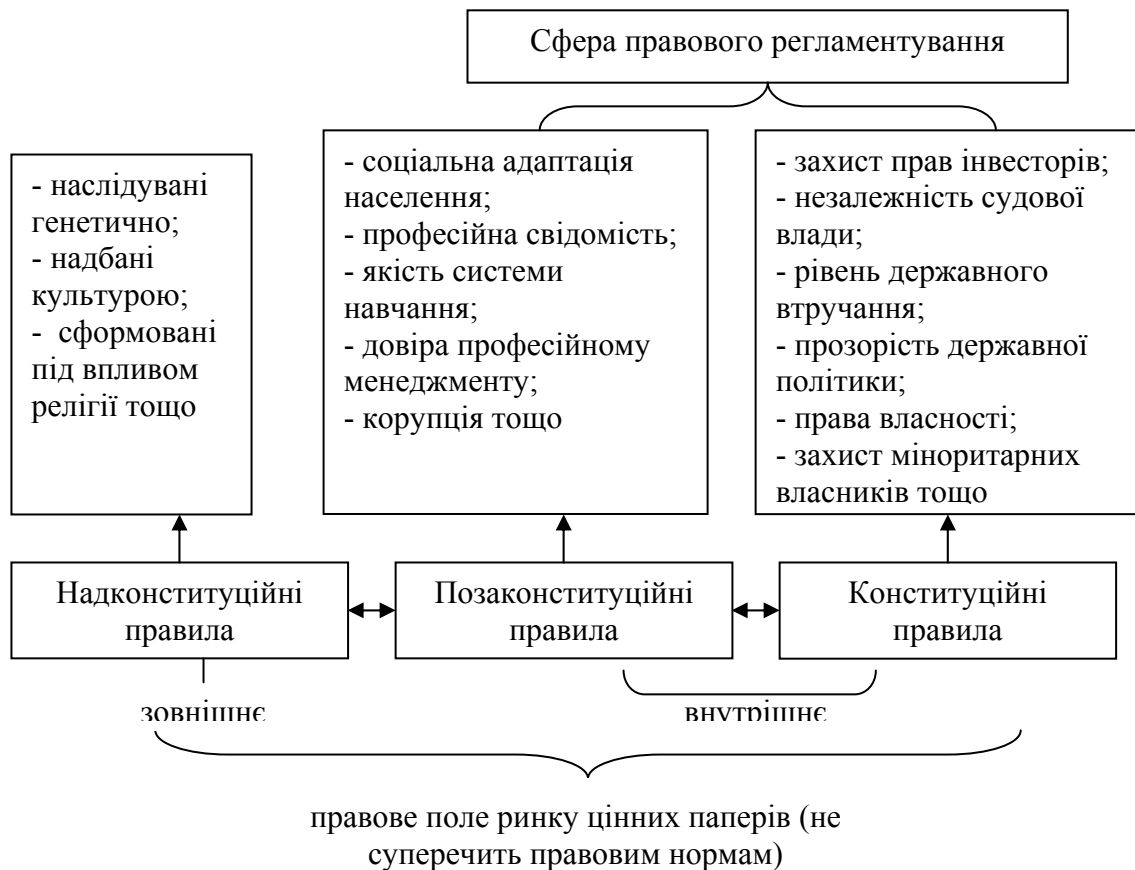 Сфера правового регламентування
- наслідувані
генетично;
- надбані
культурою;
- сформовані
під впливом
релігії тощо
- соціальна адаптація
населення;
- професійна свідомість;
- якість системи
навчання;
- довіра професійному
менеджменту;
- корупція тощо
- захист прав інвесторів;
- незалежність судової
влади;
- рівень державного
втручання;
- прозорість державної
політики;
- права власності;
- захист міноритарних
власників тощо
Надконституційні
правила
Позаконституційні
правила
Конституційні
правила
зовнішнє
внутрішнє
правове поле ринку цінних паперів (не
суперечить правовим нормам)